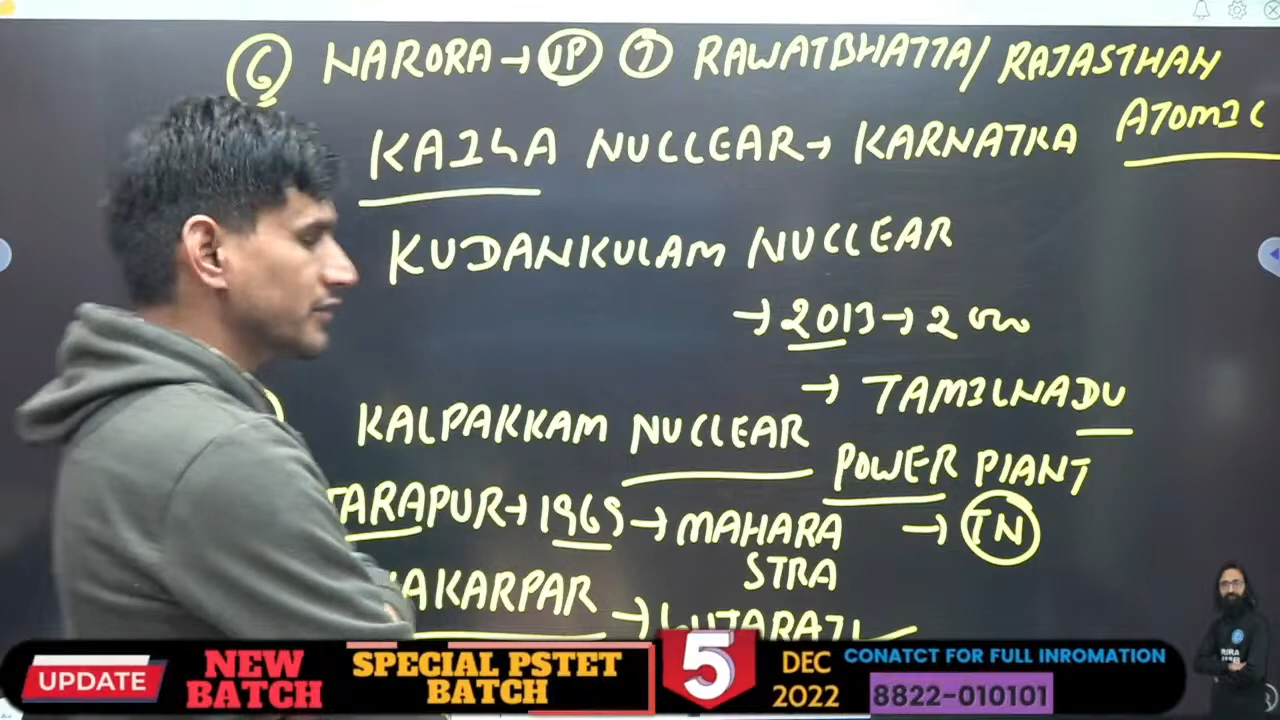 6 NARORA → UP 7 RAWATBHATTA/ RAJASTHAN
ATOMIC
KAIGA NUCLEAR → KARNATKA
KUDANKULAM NUCLEAR
→ 2013 → 2000
→ TAMILNADU
KALPAKKAM NUCLEAR
POWER PLANT
TARAPUR → 1969 → MAHARA
STRA
→ TN
AKARPAR → GUJARAT
UPDATE
NEW
BATCH
SPECIAL PSTET
BATCH
5
DEC
2022
CONATCT FOR FULL INROMATION
8822-010101